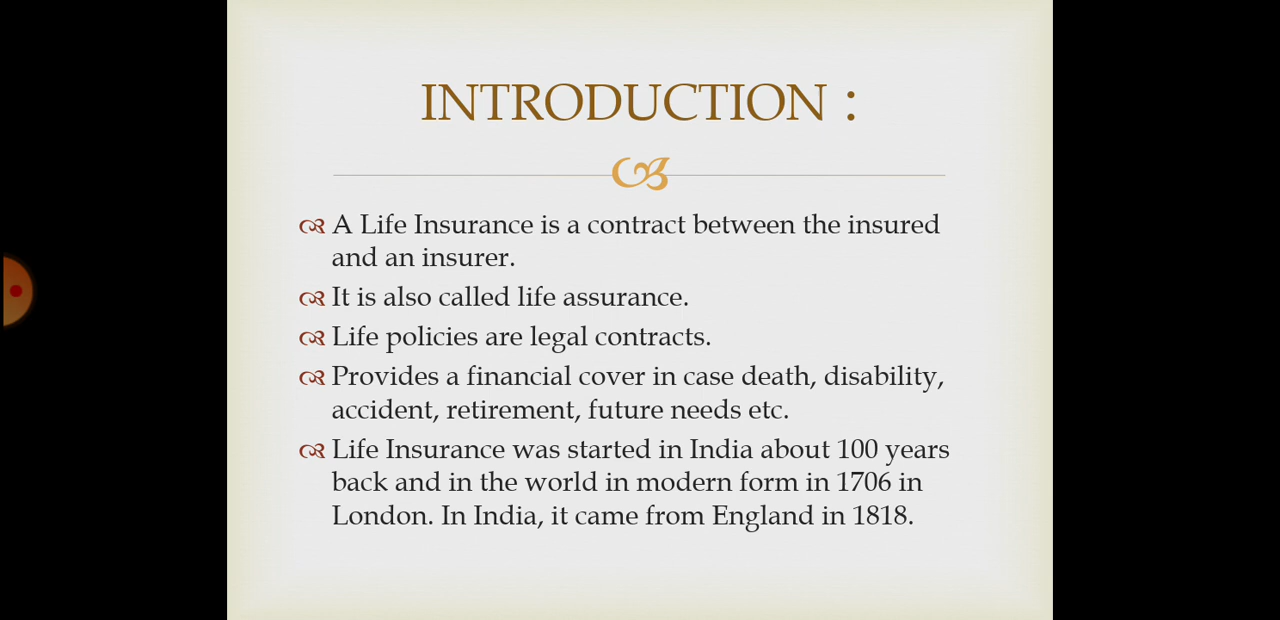 INTRODUCTION :
A Life Insurance is a contract between the insured
and an insurer.
It is also called life assurance.
Life policies are legal contracts.
Provides a financial cover in case death, disability,
accident, retirement, future needs etc.
Life Insurance was started in India about 100 years
back and in the world in modern form in 1706 in
London. In India, it came from England in 1818.